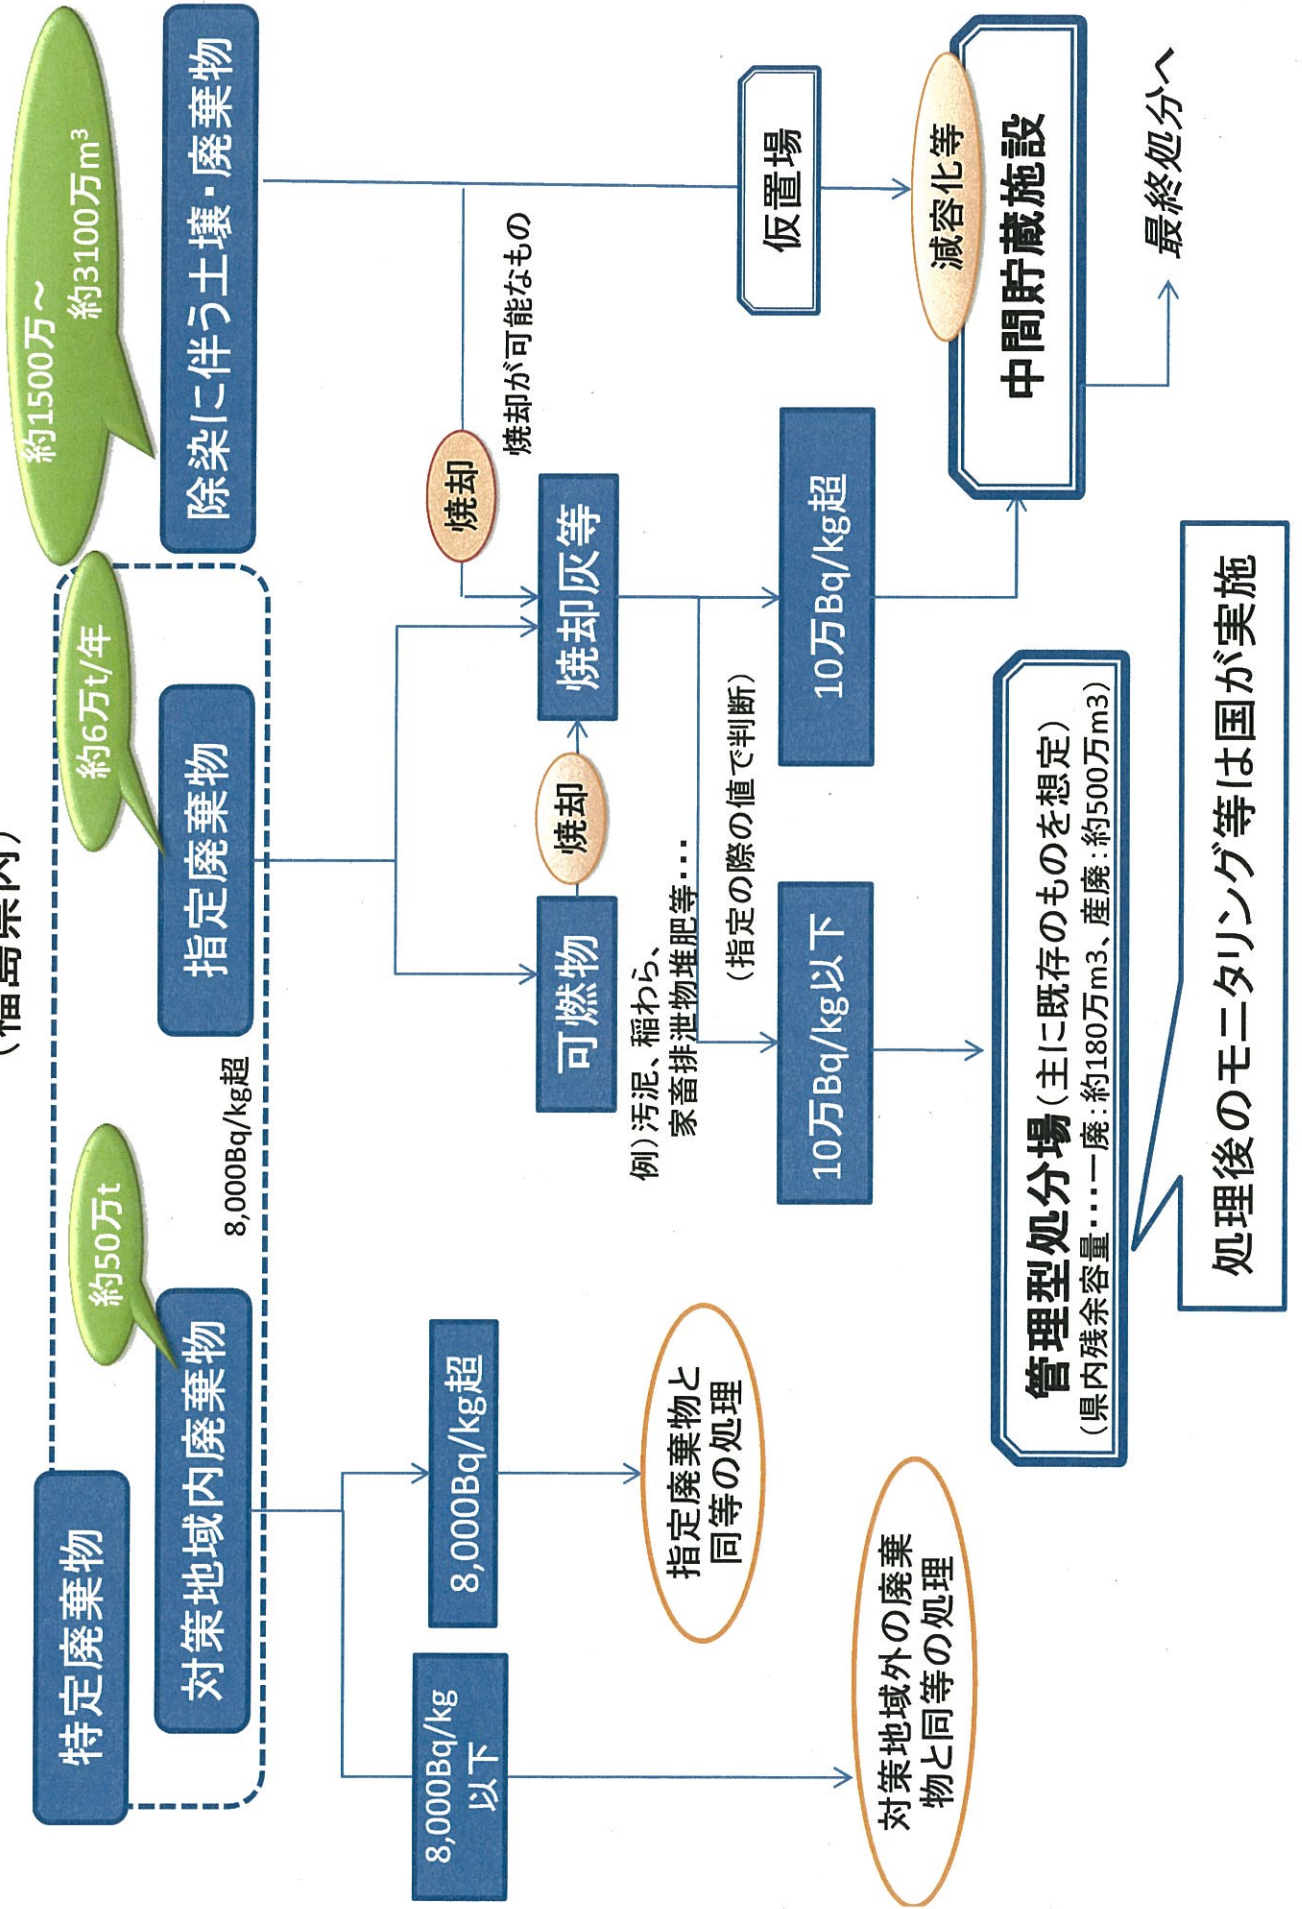 （福島県内）
特定廃棄物
対策地域内廃棄物
約50万t
8,000Bq/kg超
指定廃棄物
約6万t/年
除染に伴う土壌・廃棄物
約1500万～
約3100万m³
8,000Bq/kg
以下
8,000Bq/kg超
対策地域外の廃棄
物と同等の処理
指定廃棄物と
同等の処理
可燃物
焼却
焼却灰等
焼却
焼却が可能なもの
例）汚泥、稲わら、
家畜排泄物堆肥等・・・
（指定の際の値で判断）
10万Bq/kg以下
10万Bq/kg超
仮置場
減容化等
中間貯蔵施設
最終処分へ
管理型処分場（主に既存のものを想定）
（県内残余容量・・・・一廃：約180万m3、産廃：約500万m3）
処理後のモニタリング等は国が実施